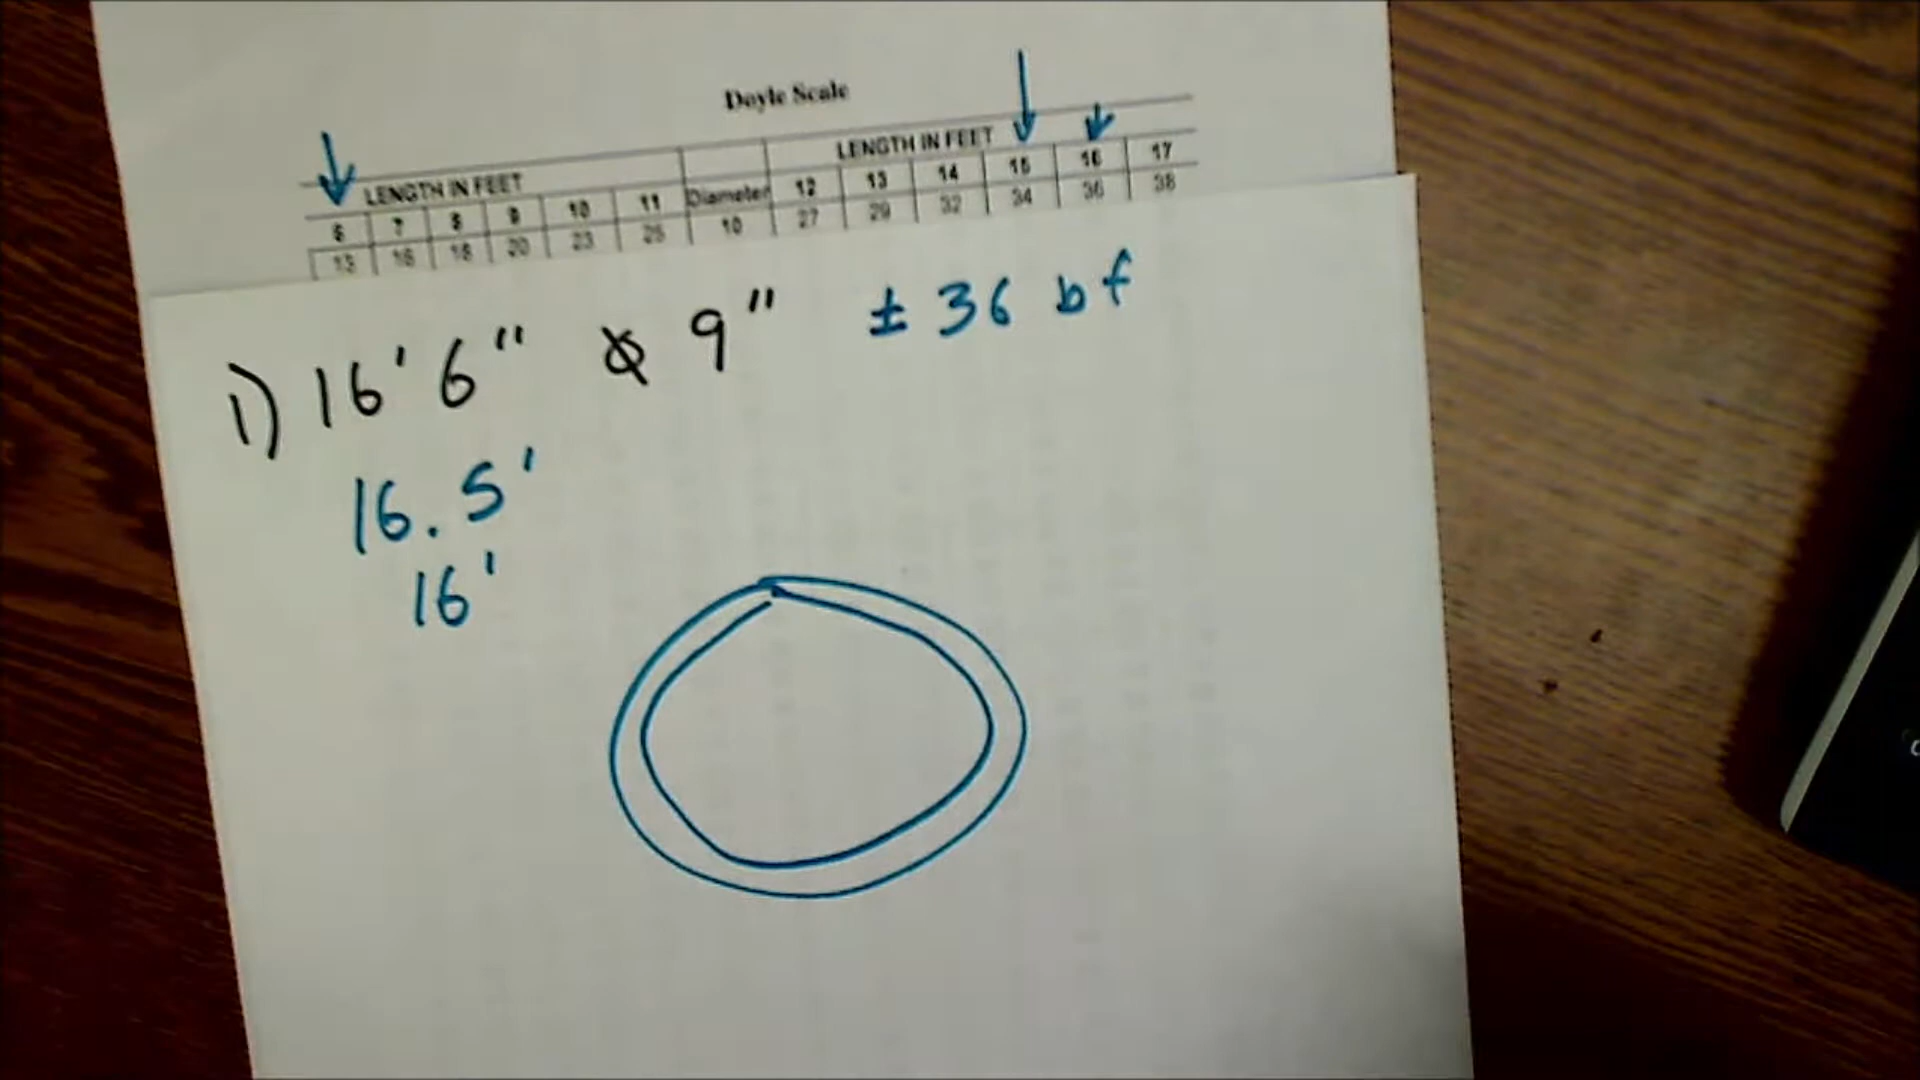 Doyle Scale
LENGTH IN FEET LENGTH IN FEET
6 7 8 9 10 11 Diameter 12 13 14 15 16 17
13 16 18 20 23 25 10 27 29 32 34 36 38
1) 16' 6" & 9" ± 36 bf
16.5'
16'